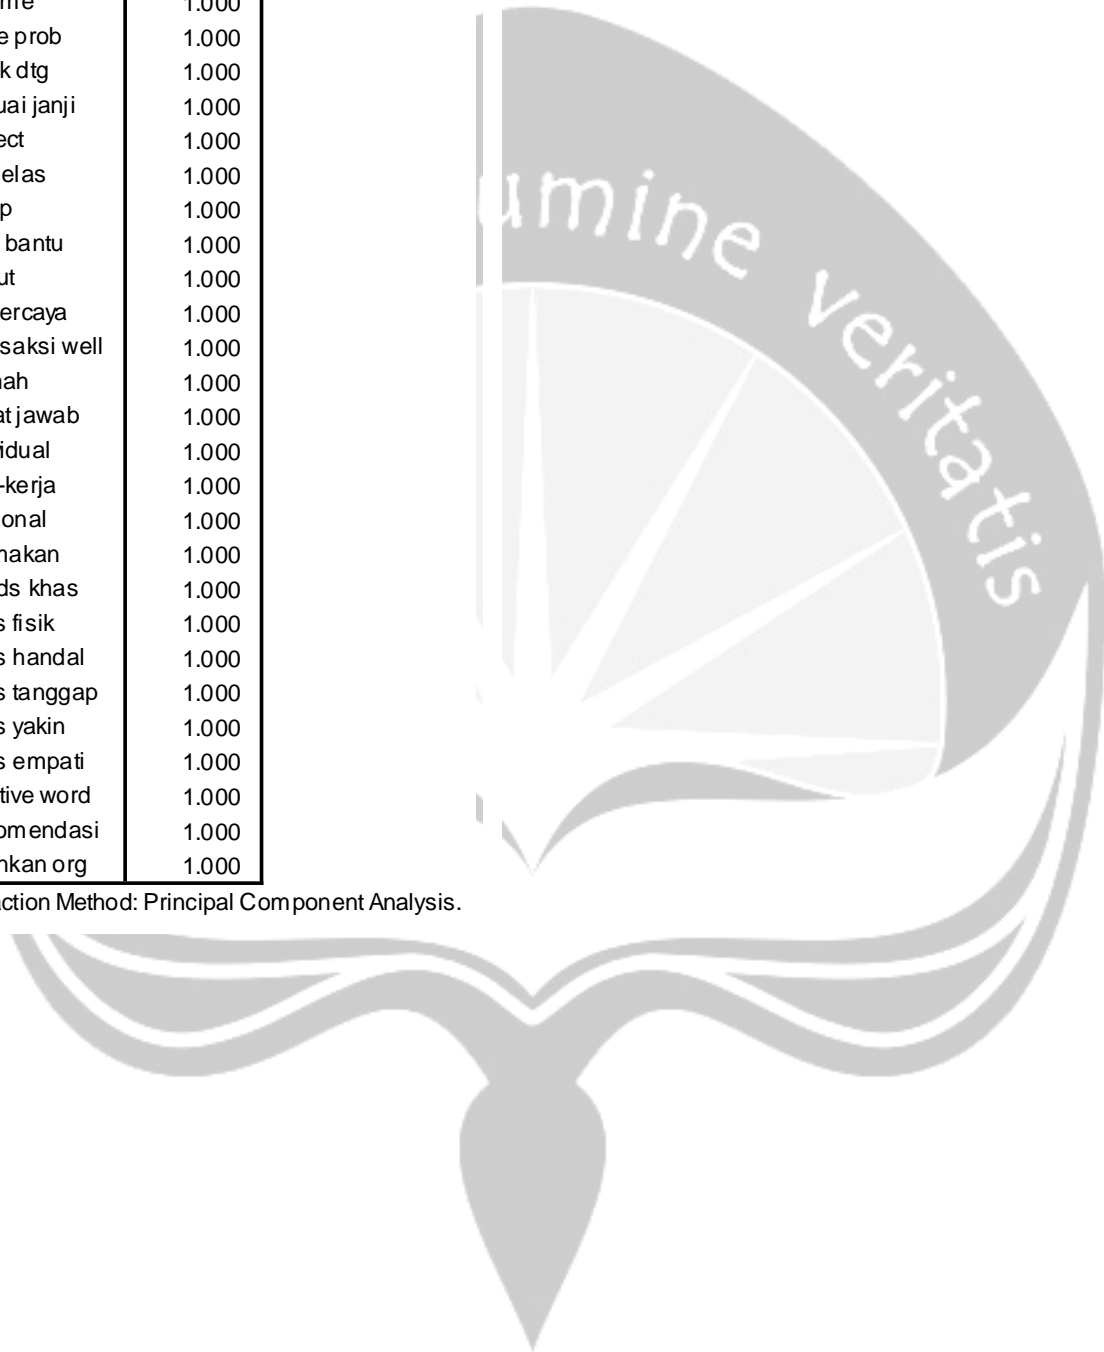 1.000
e prob 1.000
k dtg 1.000
uai janji 1.000
ect 1.000
elas 1.000
p 1.000
bantu 1.000
ut 1.000
ercaya 1.000
saksi well 1.000
nah 1.000
at jawab 1.000
idual 1.000
-kerja 1.000
onal 1.000
nakan 1.000
ds khas 1.000
s fisik 1.000
s handal 1.000
s tanggap 1.000
s yakin 1.000
s empati 1.000
tive word 1.000
omendasi 1.000
nkan org 1.000
ction Method: Principal Component Analysis.
umine veritatis